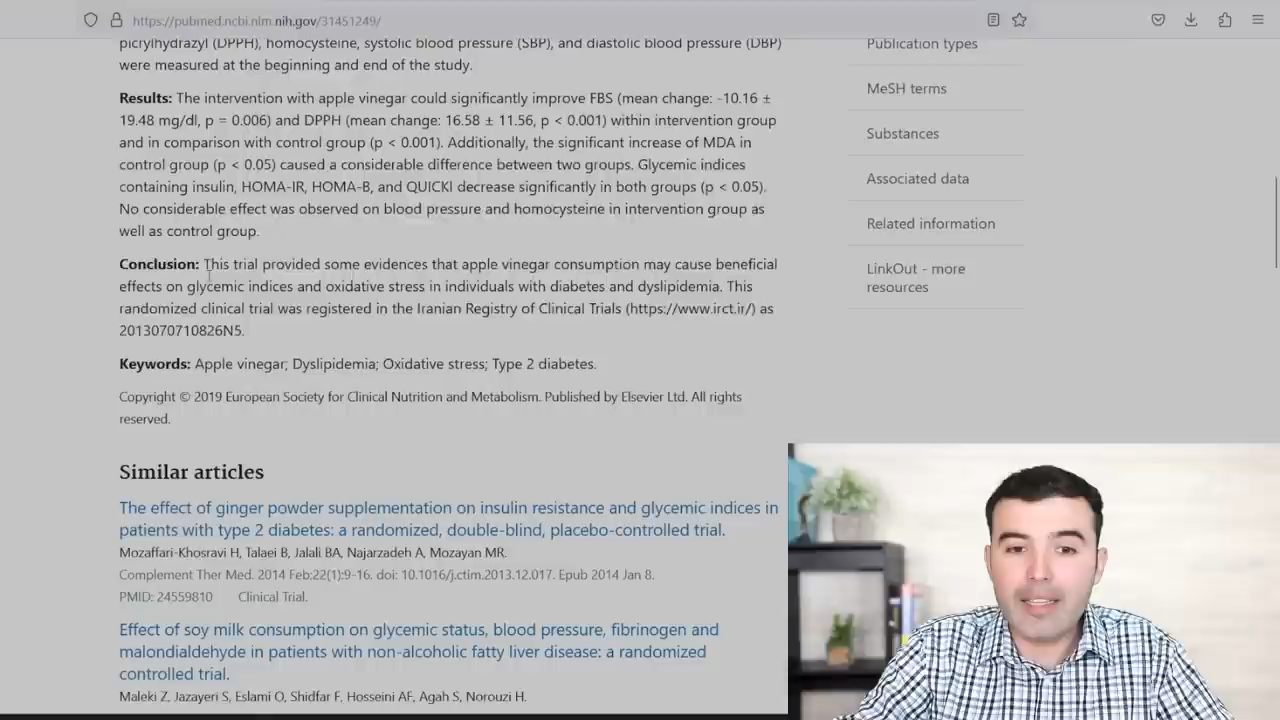 https://pubmed.ncbi.nlm.nih.gov/31451249/
picrylhydrazyl (DPPH), homocysteine, systolic blood pressure (SBP), and diastolic blood pressure (DBP)
were measured at the beginning and end of the study.
Results: The intervention with apple vinegar could significantly improve FBS (mean change: -10.16 ±
19.48 mg/dl, p = 0.006) and DPPH (mean change: 16.58 ± 11.56, p < 0.001) within intervention group
and in comparison with control group (p < 0.001). Additionally, the significant increase of MDA in
control group (p < 0.05) caused a considerable difference between two groups. Glycemic indices
containing insulin, HOMA-IR, HOMA-B, and QUICKI decrease significantly in both groups (p < 0.05).
No considerable effect was observed on blood pressure and homocysteine in intervention group as
well as control group.
Conclusion: This trial provided some evidences that apple vinegar consumption may cause beneficial
effects on glycemic indices and oxidative stress in individuals with diabetes and dyslipidemia. This
randomized clinical trial was registered in the Iranian Registry of Clinical Trials (https://www.irct.ir/) as
2013070710826N5.
Keywords: Apple vinegar; Dyslipidemia; Oxidative stress; Type 2 diabetes.
Copyright © 2019 European Society for Clinical Nutrition and Metabolism. Published by Elsevier Ltd. All rights
reserved.
Similar articles
The effect of ginger powder supplementation on insulin resistance and glycemic indices in
patients with type 2 diabetes: a randomized, double-blind, placebo-controlled trial.
Mozaffari-Khosravi H, Talaei B, Jalali BA, Najarzadeh A, Mozayan MR.
Complement Ther Med. 2014 Feb;22(1):9-16. doi: 10.1016/j.ctim.2013.12.017. Epub 2014 Jan 8.
PMID: 24559810 Clinical Trial.
Effect of soy milk consumption on glycemic status, blood pressure, fibrinogen and
malondialdehyde in patients with non-alcoholic fatty liver disease: a randomized
controlled trial.
Maleki Z, Jazayeri S, Eslami O, Shidfar F, Hosseini AF, Agah S, Norouzi H.
Publication types
MeSH terms
Substances
Associated data
Related information
LinkOut - more
resources